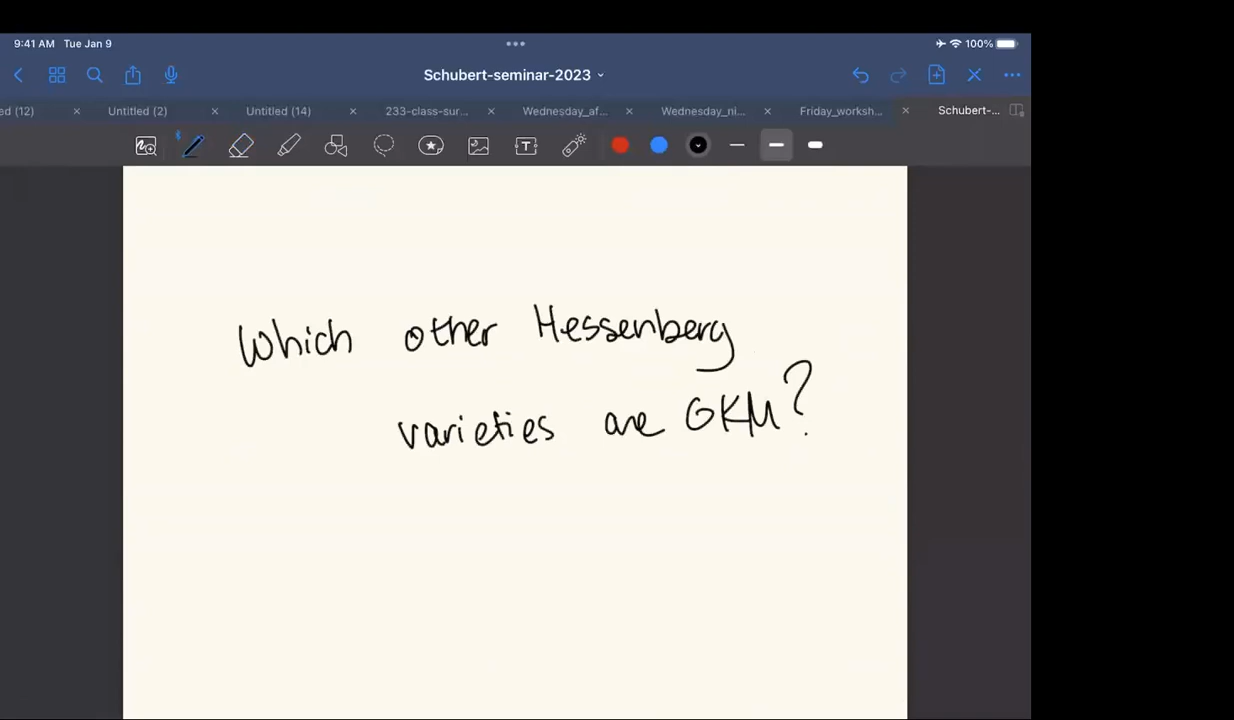 9:41 AM Tue Jan 9
100%
Schubert-seminar-2023
ed (12)
Untitled (2)
Untitled (14)
233-class-sur...
Wednesday_af...
Wednesday_ni...
Friday_worksh...
Schubert-...
T
Which other Hessenberg
varieties are GKM?